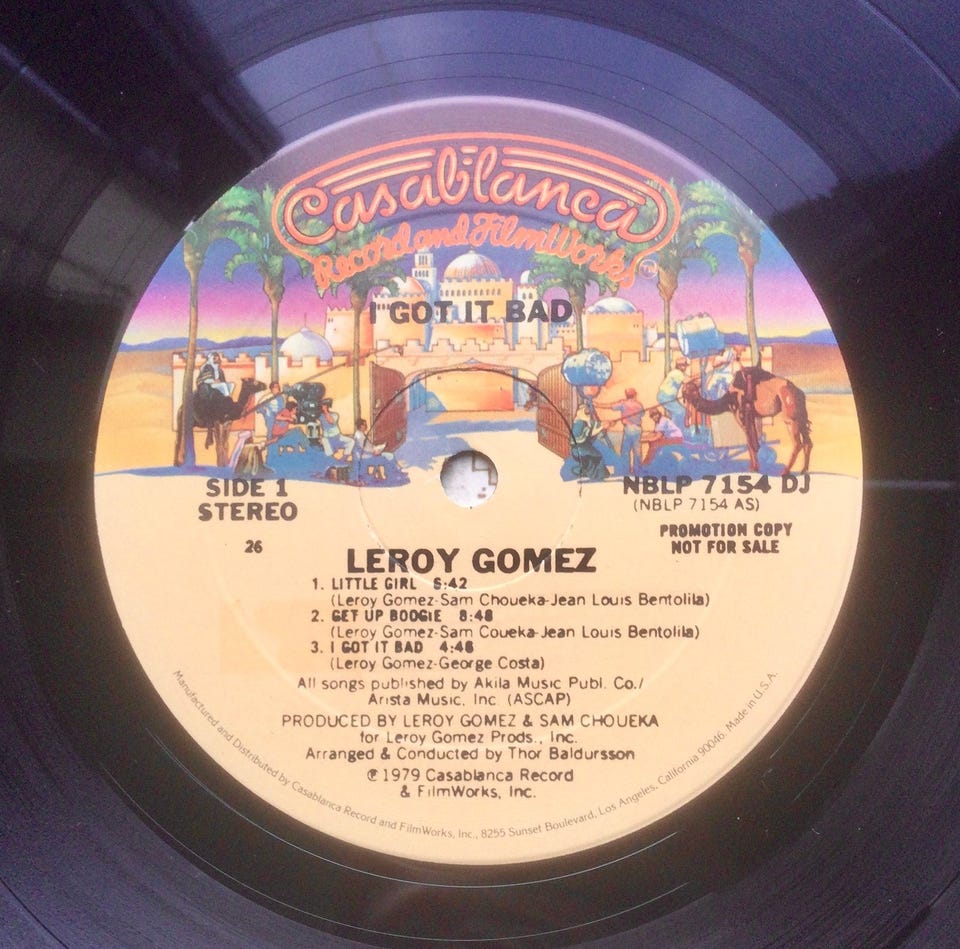 Casablanca
Record and FilmWorks
I GOT IT BAD
SIDE 1
STEREO
26
NBLP 7154 DJ
(NBLP 7154 AS)
PROMOTION COPY
NOT FOR SALE
LEROY GOMEZ
1. LITTLE GIRL 6:42
(Leroy Gomez-Sam Choueka-Jean Louis Bentolila)
2. GET UP BOOGIE 8:48
(Leroy Gomez-Sam Coueka-Jean Louis Bentolila)
3. I GOT IT BAD 4:46
(Leroy Gomez-George Costa)
All songs published by Akila Music Publ. Co./
Arista Music, Inc. (ASCAP)
PRODUCED BY LEROY GOMEZ & SAM CHOUEKA
for Leroy Gomez Prods., Inc.
Arranged & Conducted by Thor Baldursson
℗ 1979 Casablanca Record
& FilmWorks, Inc.
Manufactured and Distributed by Casablanca Record and FilmWorks, Inc., 8255 Sunset Boulevard, Los Angeles, California 90046. Made in U.S.A.